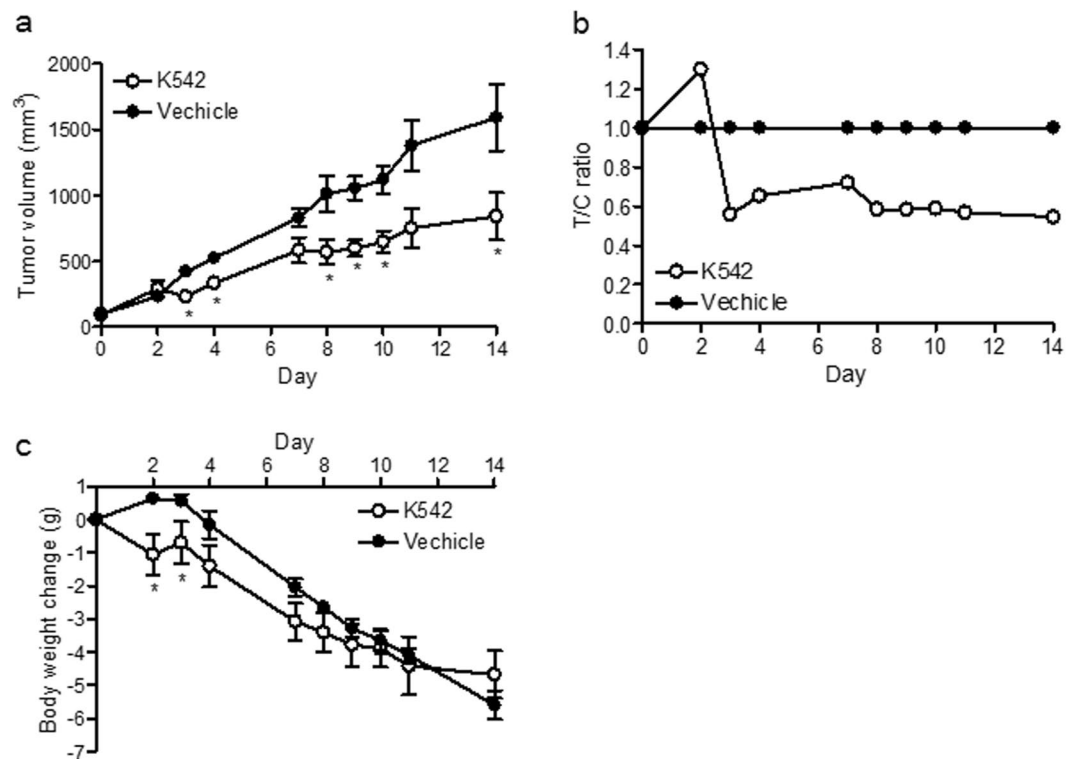 a
2000
1500
1000
500
0
Tumor volume (mm³)
K542
Vechicle
* * * * * *
0 2 4 6 8 10 12 14
Day
b
1.4
1.2
1.0
0.8
0.6
0.4
0.2
0.0
T/C ratio
K542
Vechicle
0 2 4 6 8 10 12 14
Day
c
Day
2 4 6 8 10 12 14
1
0
-1
-2
-3
-4
-5
-6
-7
Body weight change (g)
K542
Vechicle
* *